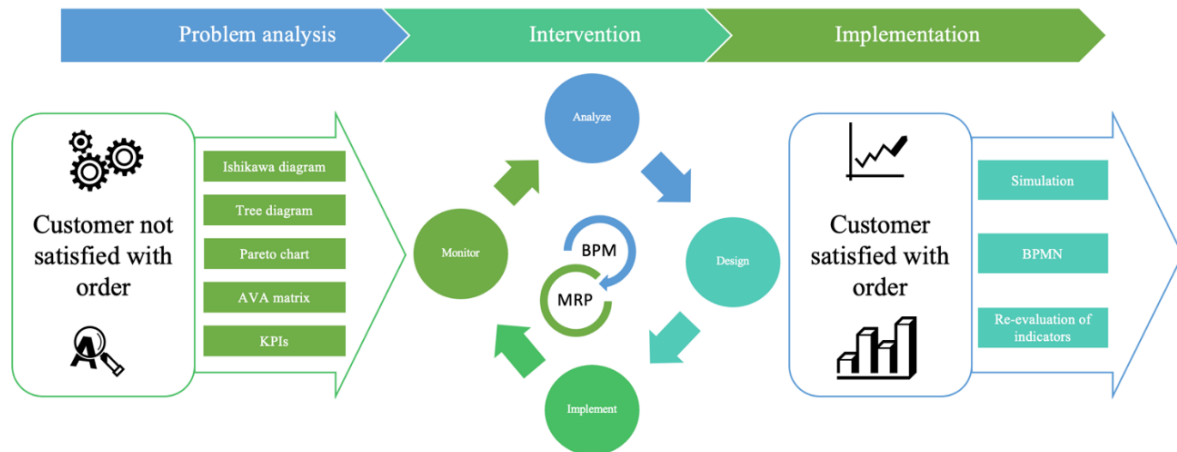 Problem analysis
Intervention
Implementation
Customer not
satisfied with
order
Ishikawa diagram
Tree diagram
Pareto chart
AVA matrix
KPIs
Analyze
Monitor
BPM
MRP
Design
Implement
Customer
satisfied with
order
Simulation
BPMN
Re-evaluation of
indicators